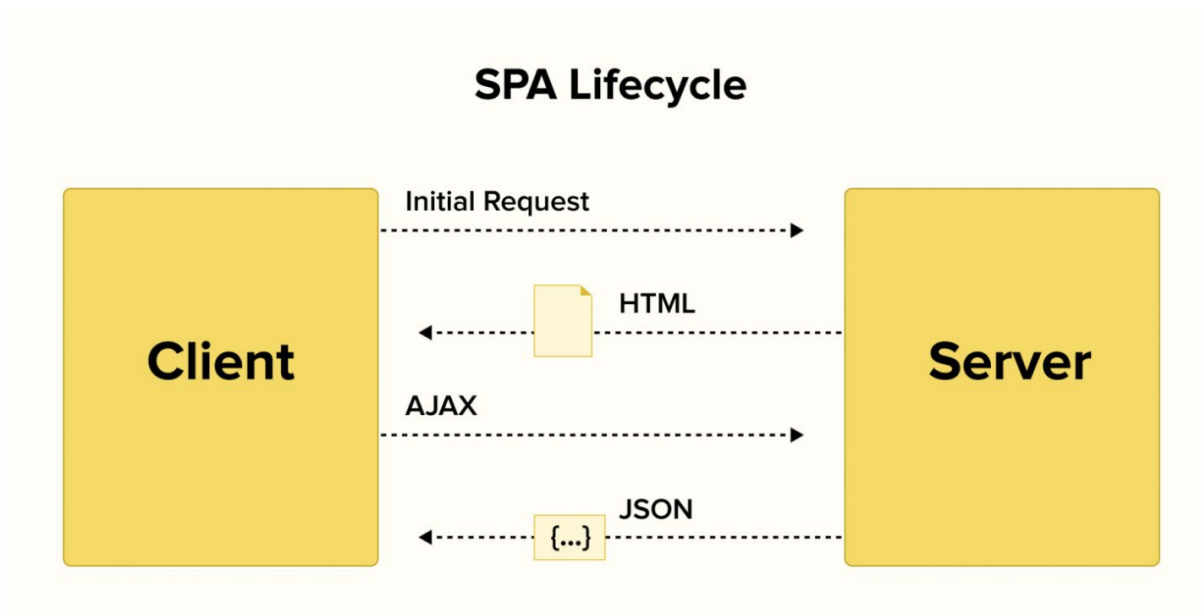 SPA Lifecycle
Initial Request
HTML
Client
Server
AJAX
JSON
{...}